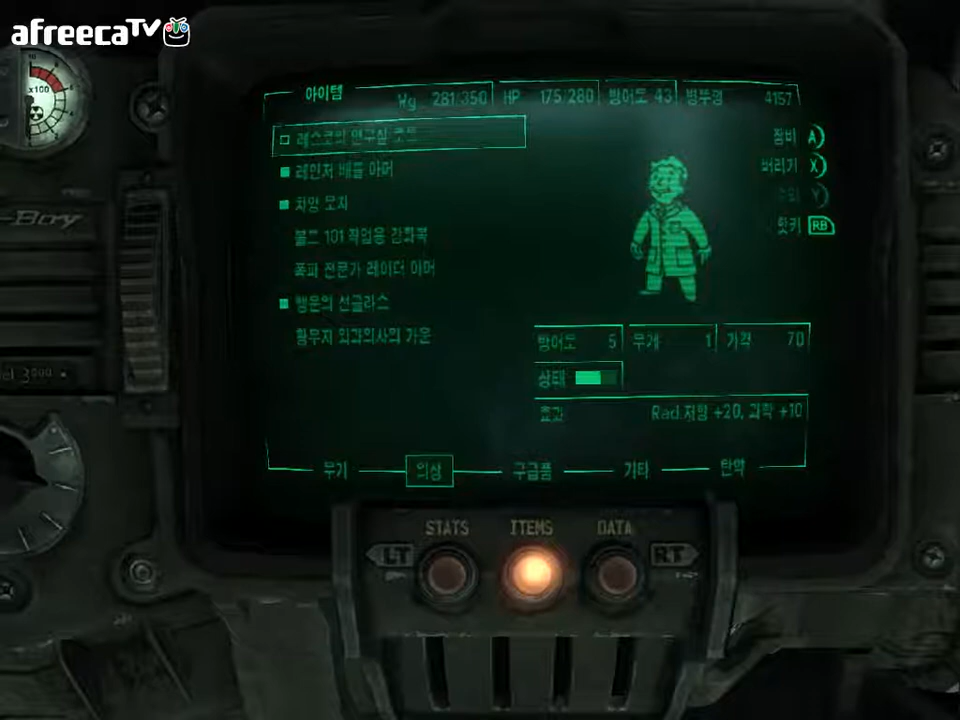 afreecaTV
x100
아이템 Wg 281/350 HP 175/280 방어도 43 병뚜껑 4157
레스코의 연구실 코트
레인저 배틀 아머
치앙 모자
볼트 101 작업용 강화복
폭파 전문가 레이더 아머
행운의 선글라스
황무지 외과의사의 가운
장비 A)
버리기 X)
수리 Y)
핫키 RB
방어도 5 무게 1 가격 70
상태
효과 Rad.저항 +20, 과학 +10
무기 의상 구급품 기타 탄약
-Boy
STATS ITEMS DATA
LT RT